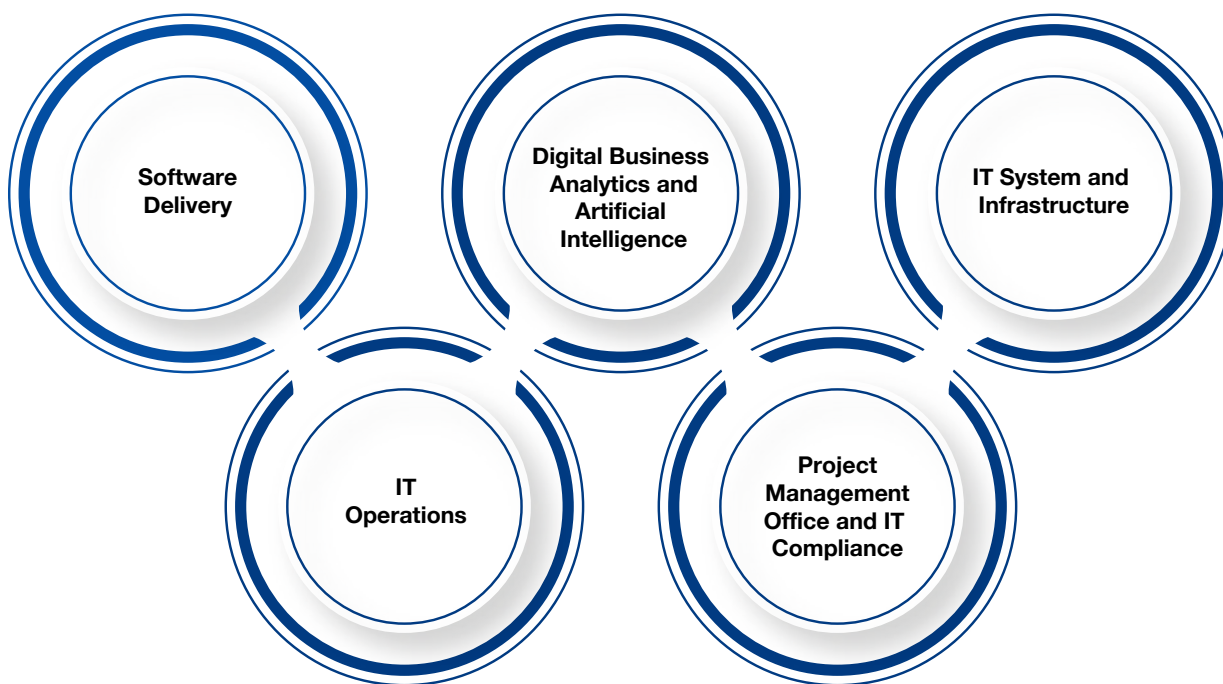 Software
Delivery
Digital Business
Analytics and
Artificial
Intelligence
IT System and
Infrastructure
IT
Operations
Project
Management
Office and IT
Compliance